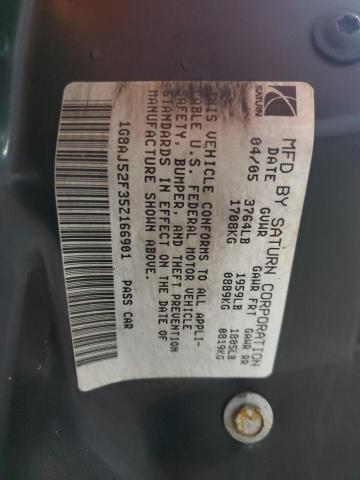 SATURN
MFD BY SATURN CORPORATION
DATE GVWR GAWR FRT GAWR RR
04/05 3764LB 1959LB 1805LB
1708KG 0889KG 0819KG
THIS VEHICLE CONFORMS TO ALL APPLI-
CABLE U.S. FEDERAL MOTOR VEHICLE
SAFETY, BUMPER, AND THEFT PREVENTION
STANDARDS IN EFFECT ON THE DATE OF
MANUFACTURE SHOWN ABOVE.
1G8AJ55F35Z166901 PASS CAR